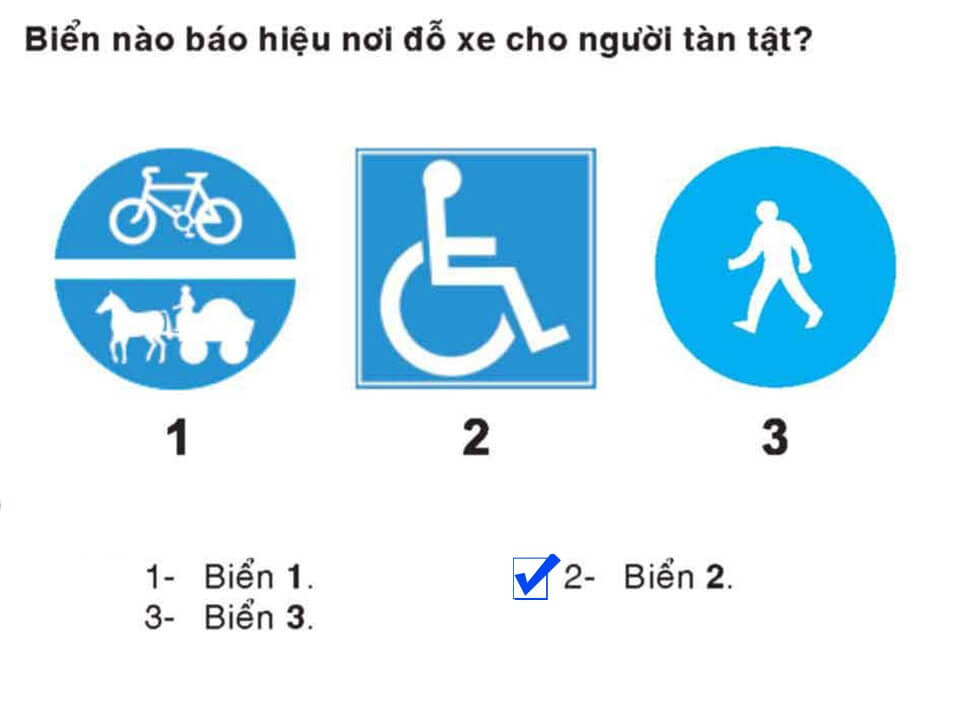 Biển nào báo hiệu nơi đỗ xe cho người tàn tật?
1 2 3
1- Biển 1. 2- Biển 2.
3- Biển 3.